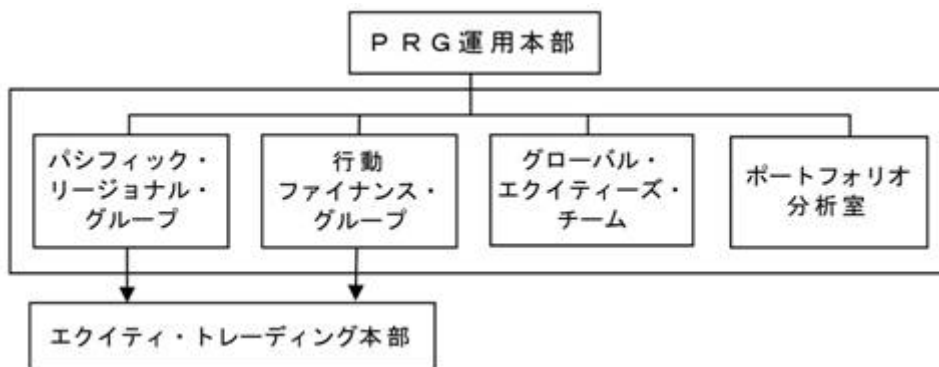 PRG運用本部
パシフィック・
リージョナル・
グループ
行動
ファイナンス・
グループ
グローバル・
エクイティーズ・
チーム
ポートフォリオ
分析室
エクイティ・トレーディング本部